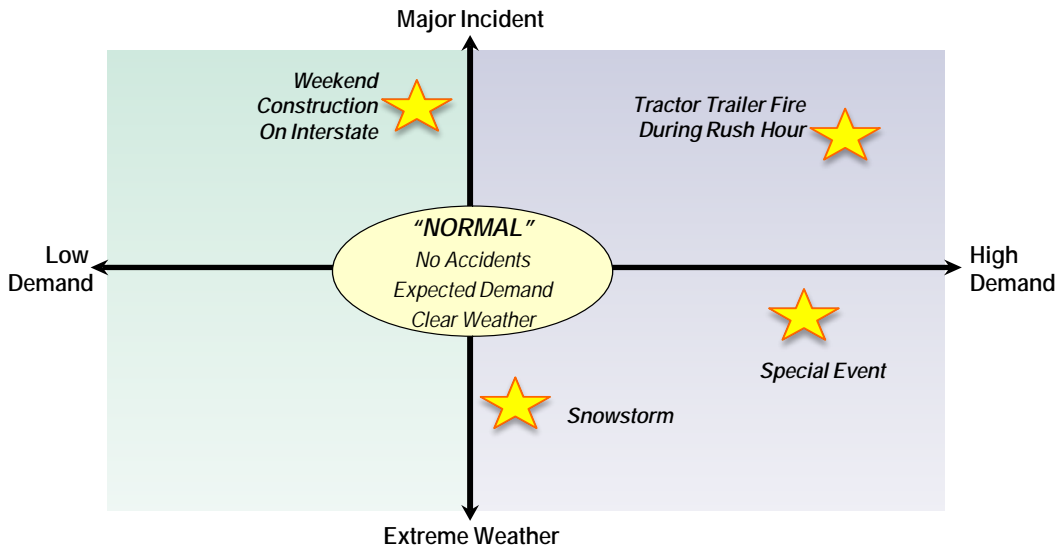 Major Incident
Weekend
Construction
On Interstate
Tractor Trailer Fire
During Rush Hour
"NORMAL"
No Accidents
Expected Demand
Clear Weather
Low
Demand
High
Demand
Special Event
Snowstorm
Extreme Weather